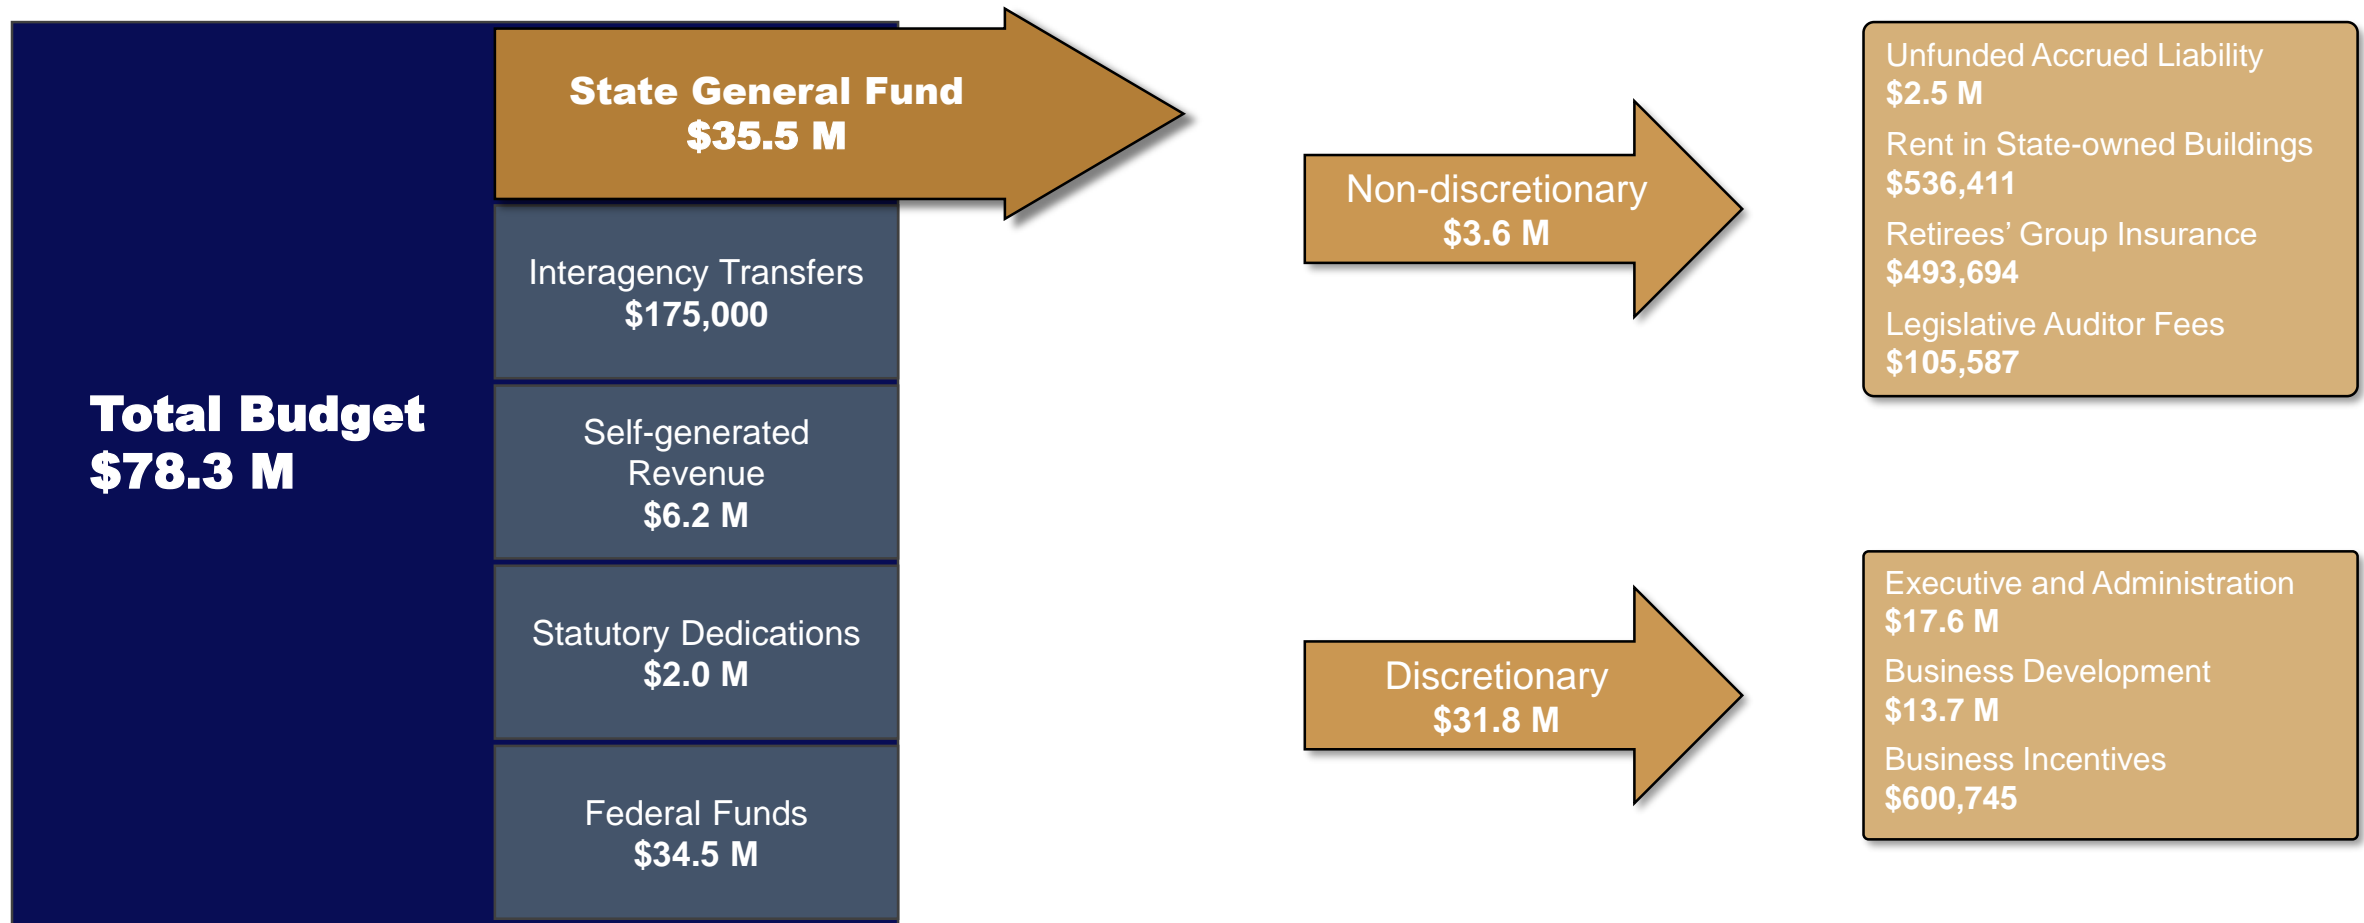 Total Budget
$78.3 M
State General Fund
$35.5 M
Interagency Transfers
$175,000
Self-generated
Revenue
$6.2 M
Statutory Dedications
$2.0 M
Federal Funds
$34.5 M
Non-discretionary
$3.6 M
Discretionary
$31.8 M
Unfunded Accrued Liability
$2.5 M
Rent in State-owned Buildings
$536,411
Retirees’ Group Insurance
$493,694
Legislative Auditor Fees
$105,587
Executive and Administration
$17.6 M
Business Development
$13.7 M
Business Incentives
$600,745